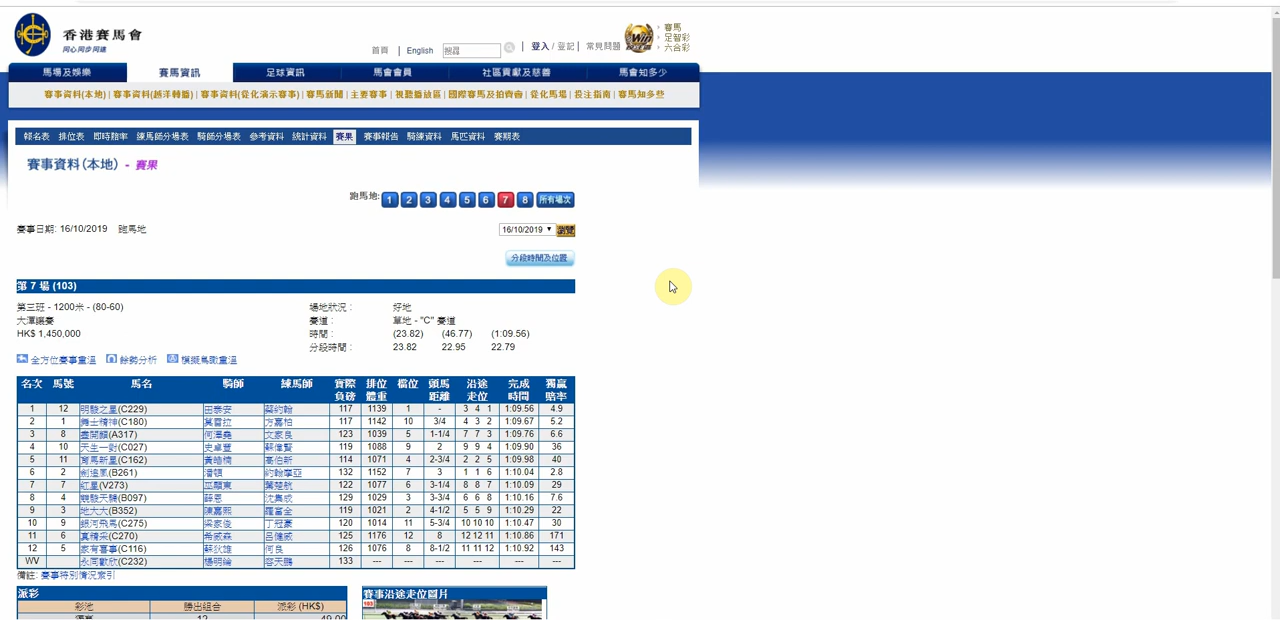 香港賽馬會
同心同步同進
首頁 | English 搜尋 | 登入 / 登記 | 常見問題
賽馬
足智彩
六合彩
馬場及娛樂 賽馬資訊 足球資訊 馬會會員 社區貢獻及慈善 馬會知多少
賽事資料(本地) | 賽事資料(越洋轉播) | 賽事資料(從化演示賽事) | 賽馬新聞 | 主要賽事 | 視聽播放區 | 國際賽馬及拍賣會 | 從化馬場 | 投注指南 | 賽馬知多些
報名表 排位表 即時賠率 練馬師分場表 騎師分場表 參考資料 統計資料 賽果 賽事報告 騎練資料 馬匹資料 賽期表
賽事資料(本地) - 賽果
跑馬地: 1 2 3 4 5 6 7 8 所有場次
賽事日期: 16/10/2019 跑馬地 16/10/2019 瀏覽
分段時間及位置
第 7 場 (103)
第三班 - 1200米 - (80-60) 場地狀況 : 好地
大潭讓賽 賽道 : 草地 - "C" 賽道
HK$ 1,450,000 時間 : (23.82) (46.77) (1:09.56)
分段時間 : 23.82 22.95 22.79
全方位賽事重溫 餘勢分析 模擬鳥瞰重溫
名次 馬號 馬名 騎師 練馬師 實際負磅 排位體重 檔位 頭馬距離 沿途走位 完成時間 獨贏賠率
1 12 明駿之星(C229) 田泰安 蔡約翰 117 1139 1 - 3 4 1 1:09.56 4.9
2 1 勇士精神(C180) 莫雷拉 方嘉柏 117 1142 10 3/4 4 3 2 1:09.67 5.2
3 8 (A317) 何澤堯 文家良 123 1039 5 1-1/4 7 7 3 1:09.76 6.6
4 10 天生一對(C027) 史卓豐 蔡偉賢 119 1088 9 2 9 9 4 1:09.90 36
5 11 育馬新星(C162) 黃皓楠 高伯新 114 1071 4 2-3/4 2 2 5 1:09.98 40
6 2 劍追風(B261) 潘頓 約翰摩亞 132 1152 7 3 1 1 6 1:10.04 2.8
7 7 紅星(V273) 巫顯東 葉楚航 122 1077 6 3-1/4 8 8 7 1:10.09 29
8 4 (B097) 薛恩 沈集成 129 1029 3 3-3/4 6 6 8 1:10.16 7.6
9 3 地大大(B352) 陳嘉熙 羅富全 119 1021 2 4-1/2 5 5 9 1:10.29 22
10 9 銀河飛馬(C275) 梁家俊 丁冠豪 120 1014 11 5-3/4 10 10 10 1:10.47 30
11 6 真精采(C270) 希威森 呂健威 125 1176 12 8 12 12 11 1:10.86 171
12 5 家有喜事(C116) 蘇狄雄 何良 126 1076 8 8-1/2 11 11 12 1:10.92 143
WV 永同歡欣(C232) 楊明綸 容天鵬 133 --- --- --- --- --- ---
備註: 賽事特別情況索引
派彩 賽事沿途走位圖片
彩池 勝出組合 派彩 (HK$)
獨贏 12 49.00